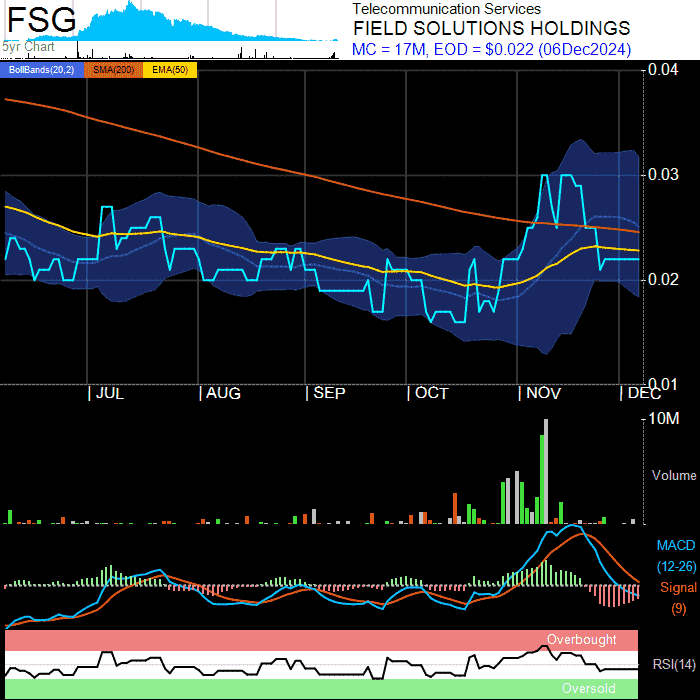 FSG
5yr Chart
Telecommunication Services
FIELD SOLUTIONS HOLDINGS
MC = 17M, EOD = $0.022 (06Dec2024)
BollBands(20,2) SMA(200) EMA(50)
0.04
0.03
0.02
0.01
JUL AUG SEP OCT NOV DEC
10M
Volume
MACD
(12-26)
Signal
(9)
Overbought
RSI(14)
Oversold